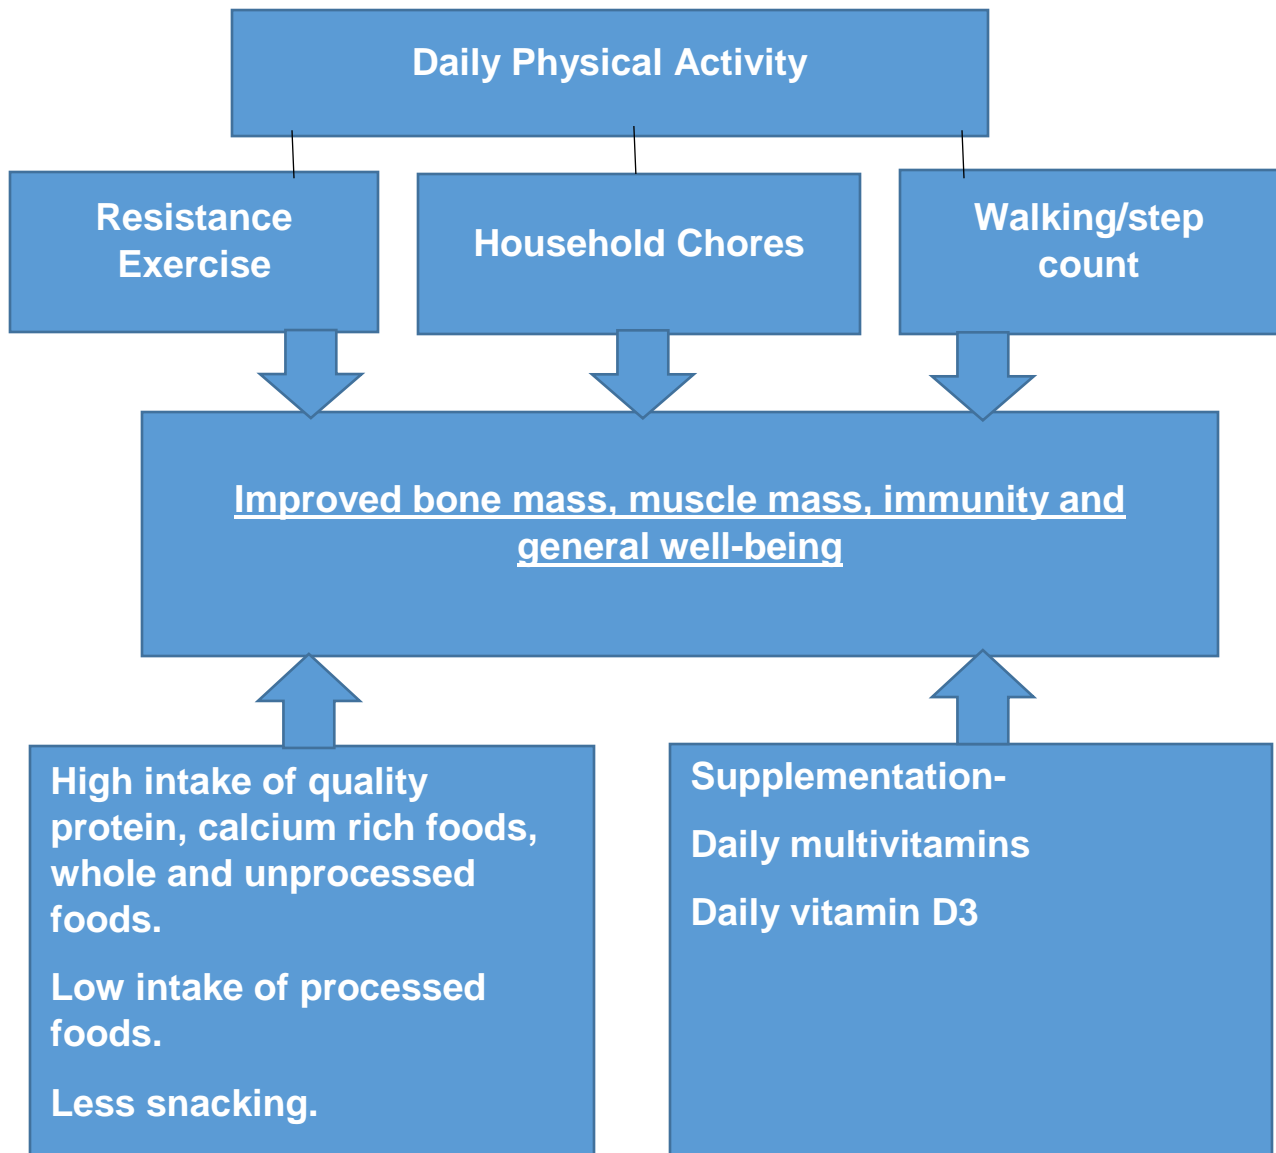 Daily Physical Activity
Resistance
Exercise
Household Chores
Walking/step
count
Improved bone mass, muscle mass, immunity and
general well-being
High intake of quality
protein, calcium rich foods,
whole and unprocessed
foods.
Low intake of processed
foods.
Less snacking.
Supplementation-
Daily multivitamins
Daily vitamin D3